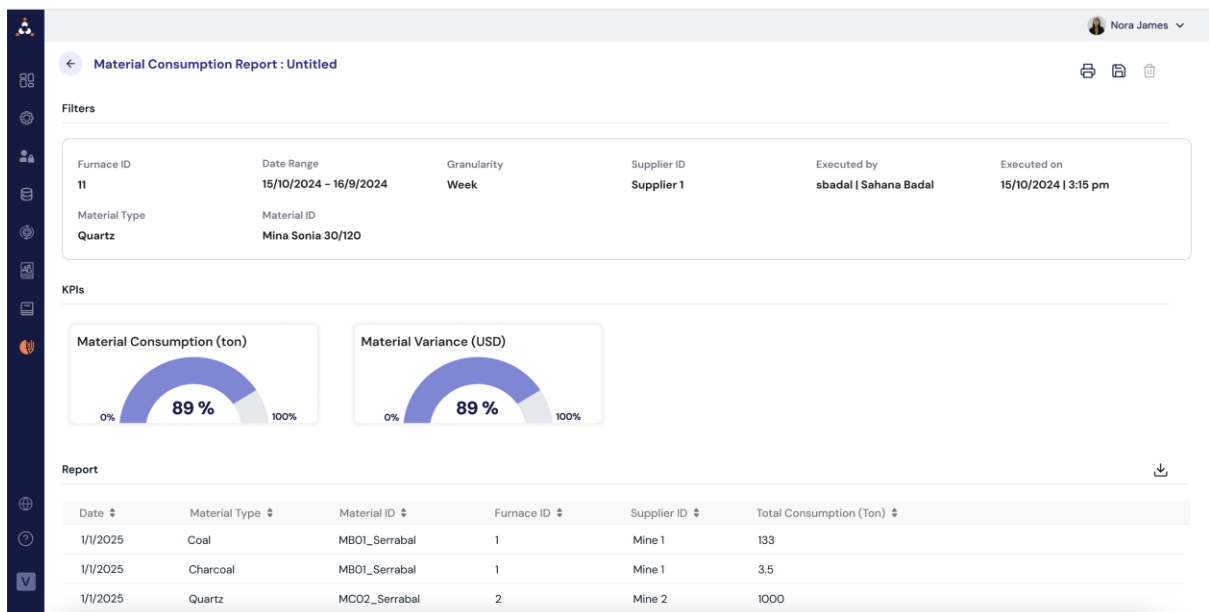 Nora James
Material Consumption Report : Untitled
Filters
Furnace ID Date Range Granularity Supplier ID Executed by Executed on
11 15/10/2024 - 16/9/2024 Week Supplier 1 sbadal | Sahana Badal 15/10/2024 | 3:15 pm
Material Type Material ID
Quartz Mina Sonia 30/120
KPIs
Material Consumption (ton) Material Variance (USD)
0% 89 % 100% 0% 89 % 100%
Report
Date Material Type Material ID Furnace ID Supplier ID Total Consumption (Ton)
1/1/2025 Coal MB01_Serrabal 1 Mine 1 133
1/1/2025 Charcoal MB01_Serrabal 1 Mine 1 3.5
V
1/1/2025 Quartz MC02_Serrabal 2 Mine 2 1000